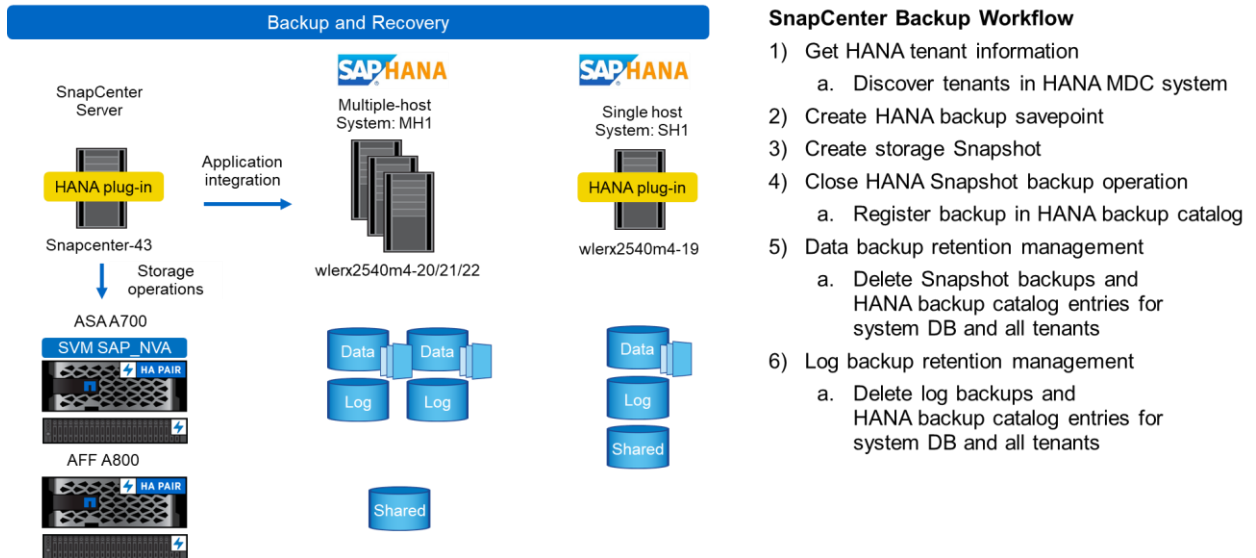 Backup and Recovery
SnapCenter
Server
HANA plug-in
Snapcenter-43
Application
integration
Storage
operations
SAP HANA
Multiple-host
System: MH1
wlerx2540m4-20/21/22
SAP HANA
Single host
System: SH1
HANA plug-in
wlerx2540m4-19
ASA A700
SVM SAP_NVA
HA PAIR
AFF A800
HA PAIR
Data
Data
Log
Log
Shared
Data
Log
Shared
SnapCenter Backup Workflow
1) Get HANA tenant information
a. Discover tenants in HANA MDC system
2) Create HANA backup savepoint
3) Create storage Snapshot
4) Close HANA Snapshot backup operation
a. Register backup in HANA backup catalog
5) Data backup retention management
a. Delete Snapshot backups and
HANA backup catalog entries for
system DB and all tenants
6) Log backup retention management
a. Delete log backups and
HANA backup catalog entries for
system DB and all tenants